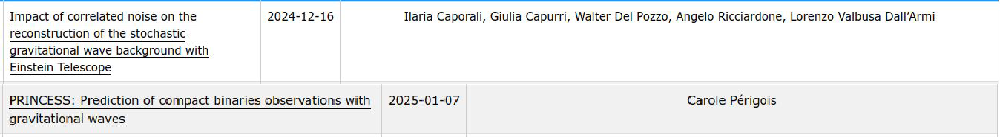 Impact of correlated noise on the
reconstruction of the stochastic
gravitational wave background with
Einstein Telescope
2024-12-16
Ilaria Caporali, Giulia Capurri, Walter Del Pozzo, Angelo Ricciardone, Lorenzo Valbusa Dall’Armi
PRINCESS: Prediction of compact binaries observations with
gravitational waves
2025-01-07
Carole Périgois